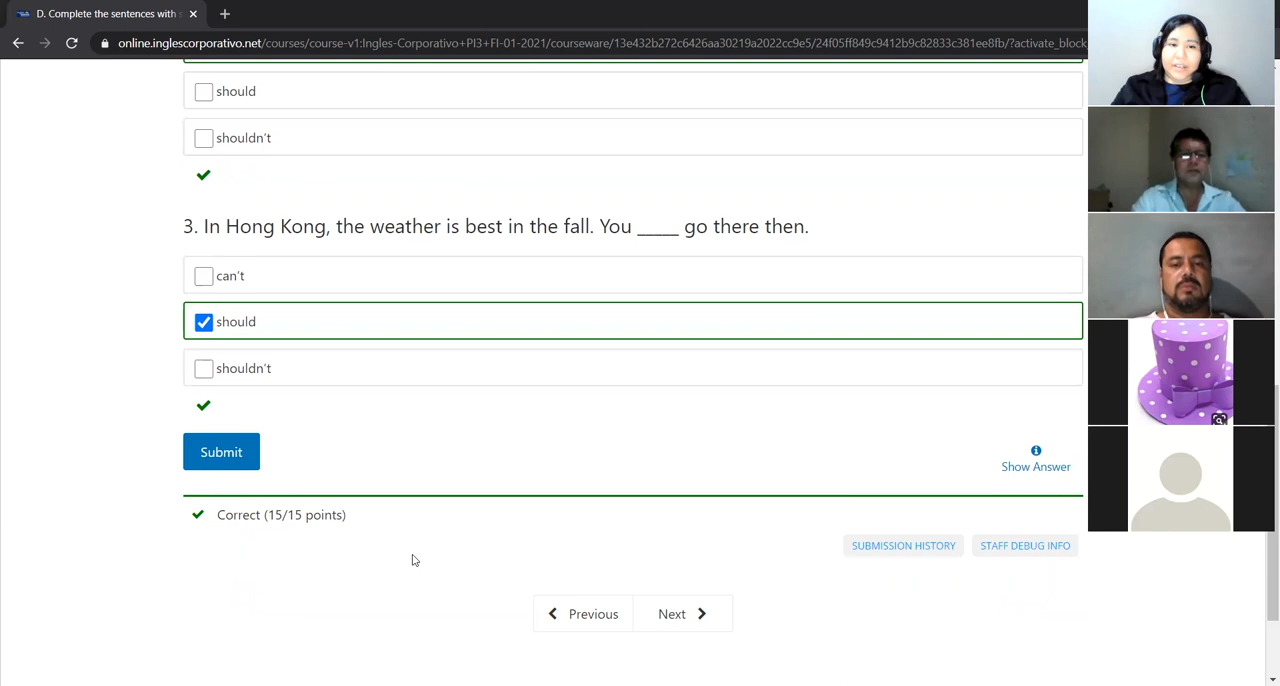 D. Complete the sentences with
online.inglescorporativo.net/courses/course-v1:Ingles-Corporativo+PI3+FI-01-2021/courseware/13e432b272c6426aa30219a2022cc9e5/24f05ff849c9412b9c82833c381ee8fb/?activate_block
should
shouldn't
3. In Hong Kong, the weather is best in the fall. You _____ go there then.
can't
should
shouldn't
Submit
Show Answer
Correct (15/15 points)
SUBMISSION HISTORY
STAFF DEBUG INFO
Previous
Next